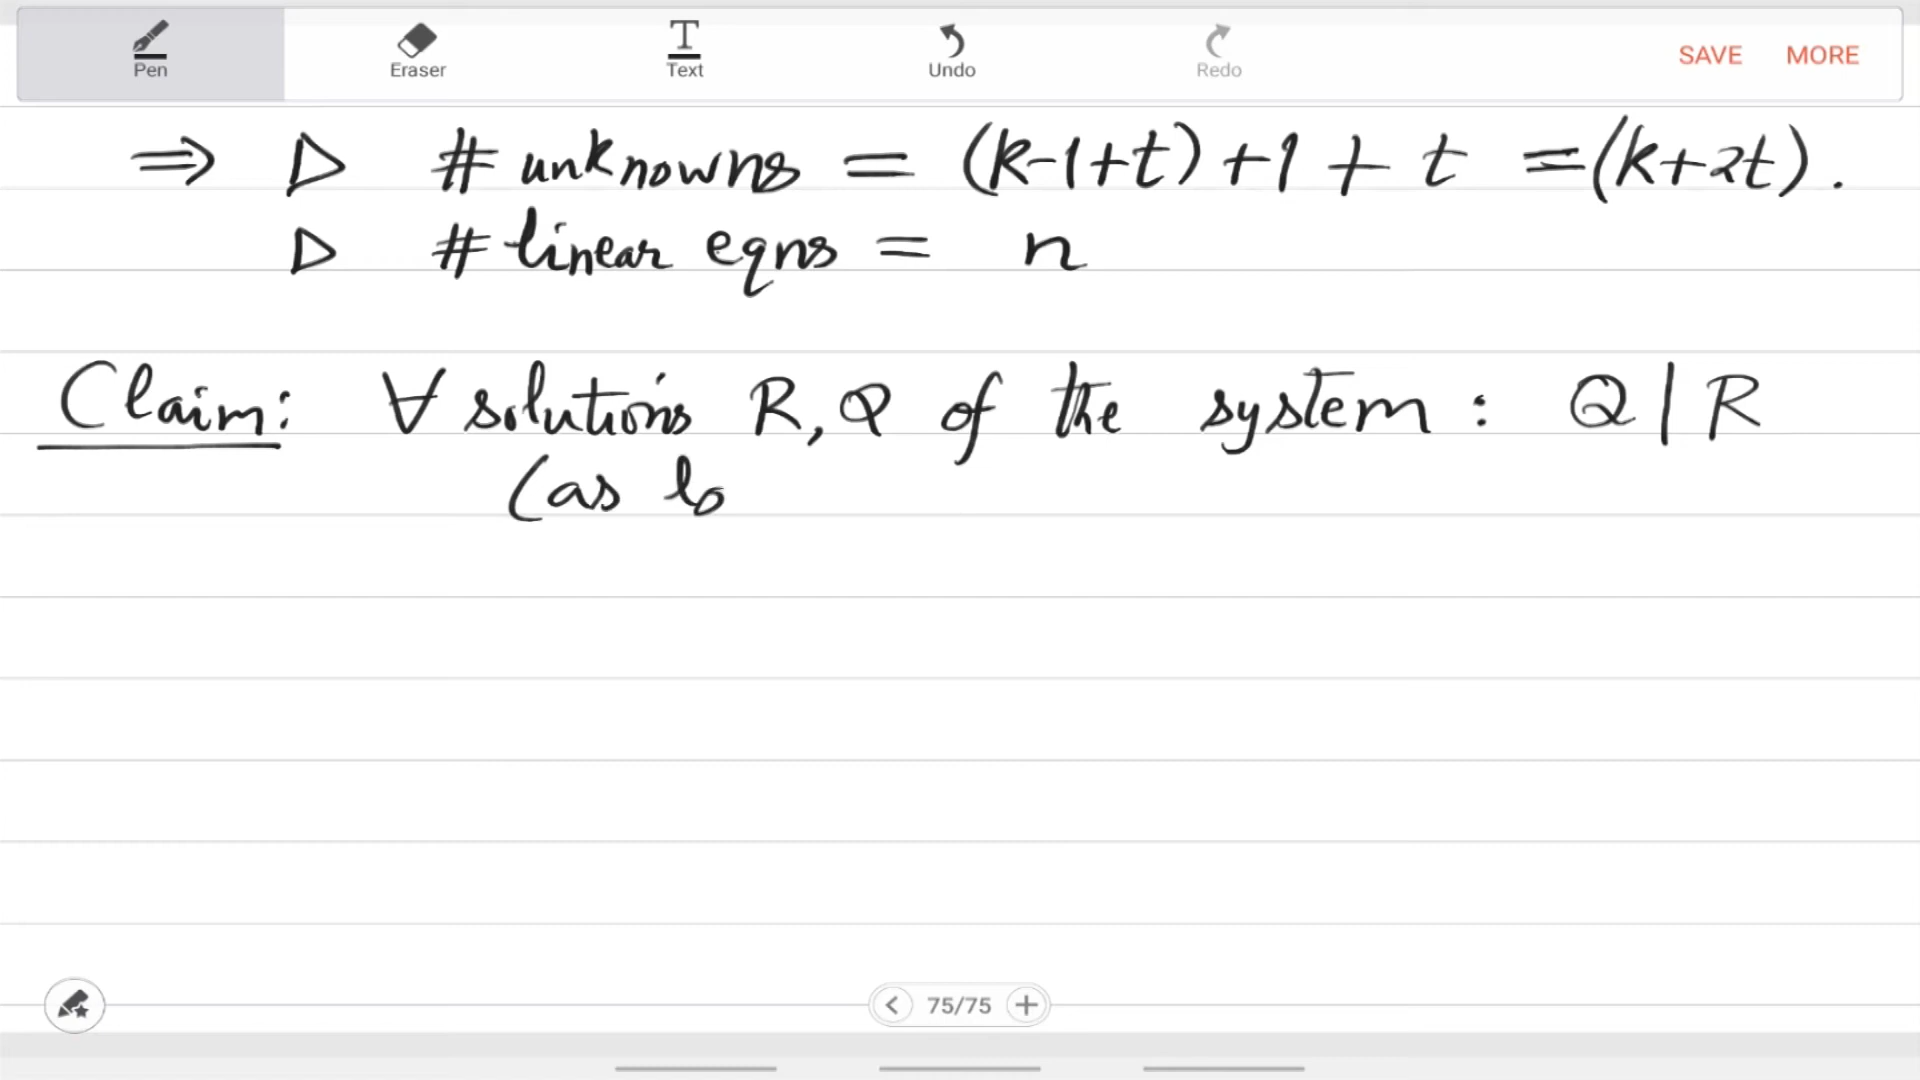 Pen Eraser Text Undo Redo SAVE MORE
⇒ ▷ # unknowns = (k-1+t)+1+t = (k+2t).
▷ # linear eqns = n
Claim: ∀ solutions R, Q of the system : Q | R
(as lo
75/75